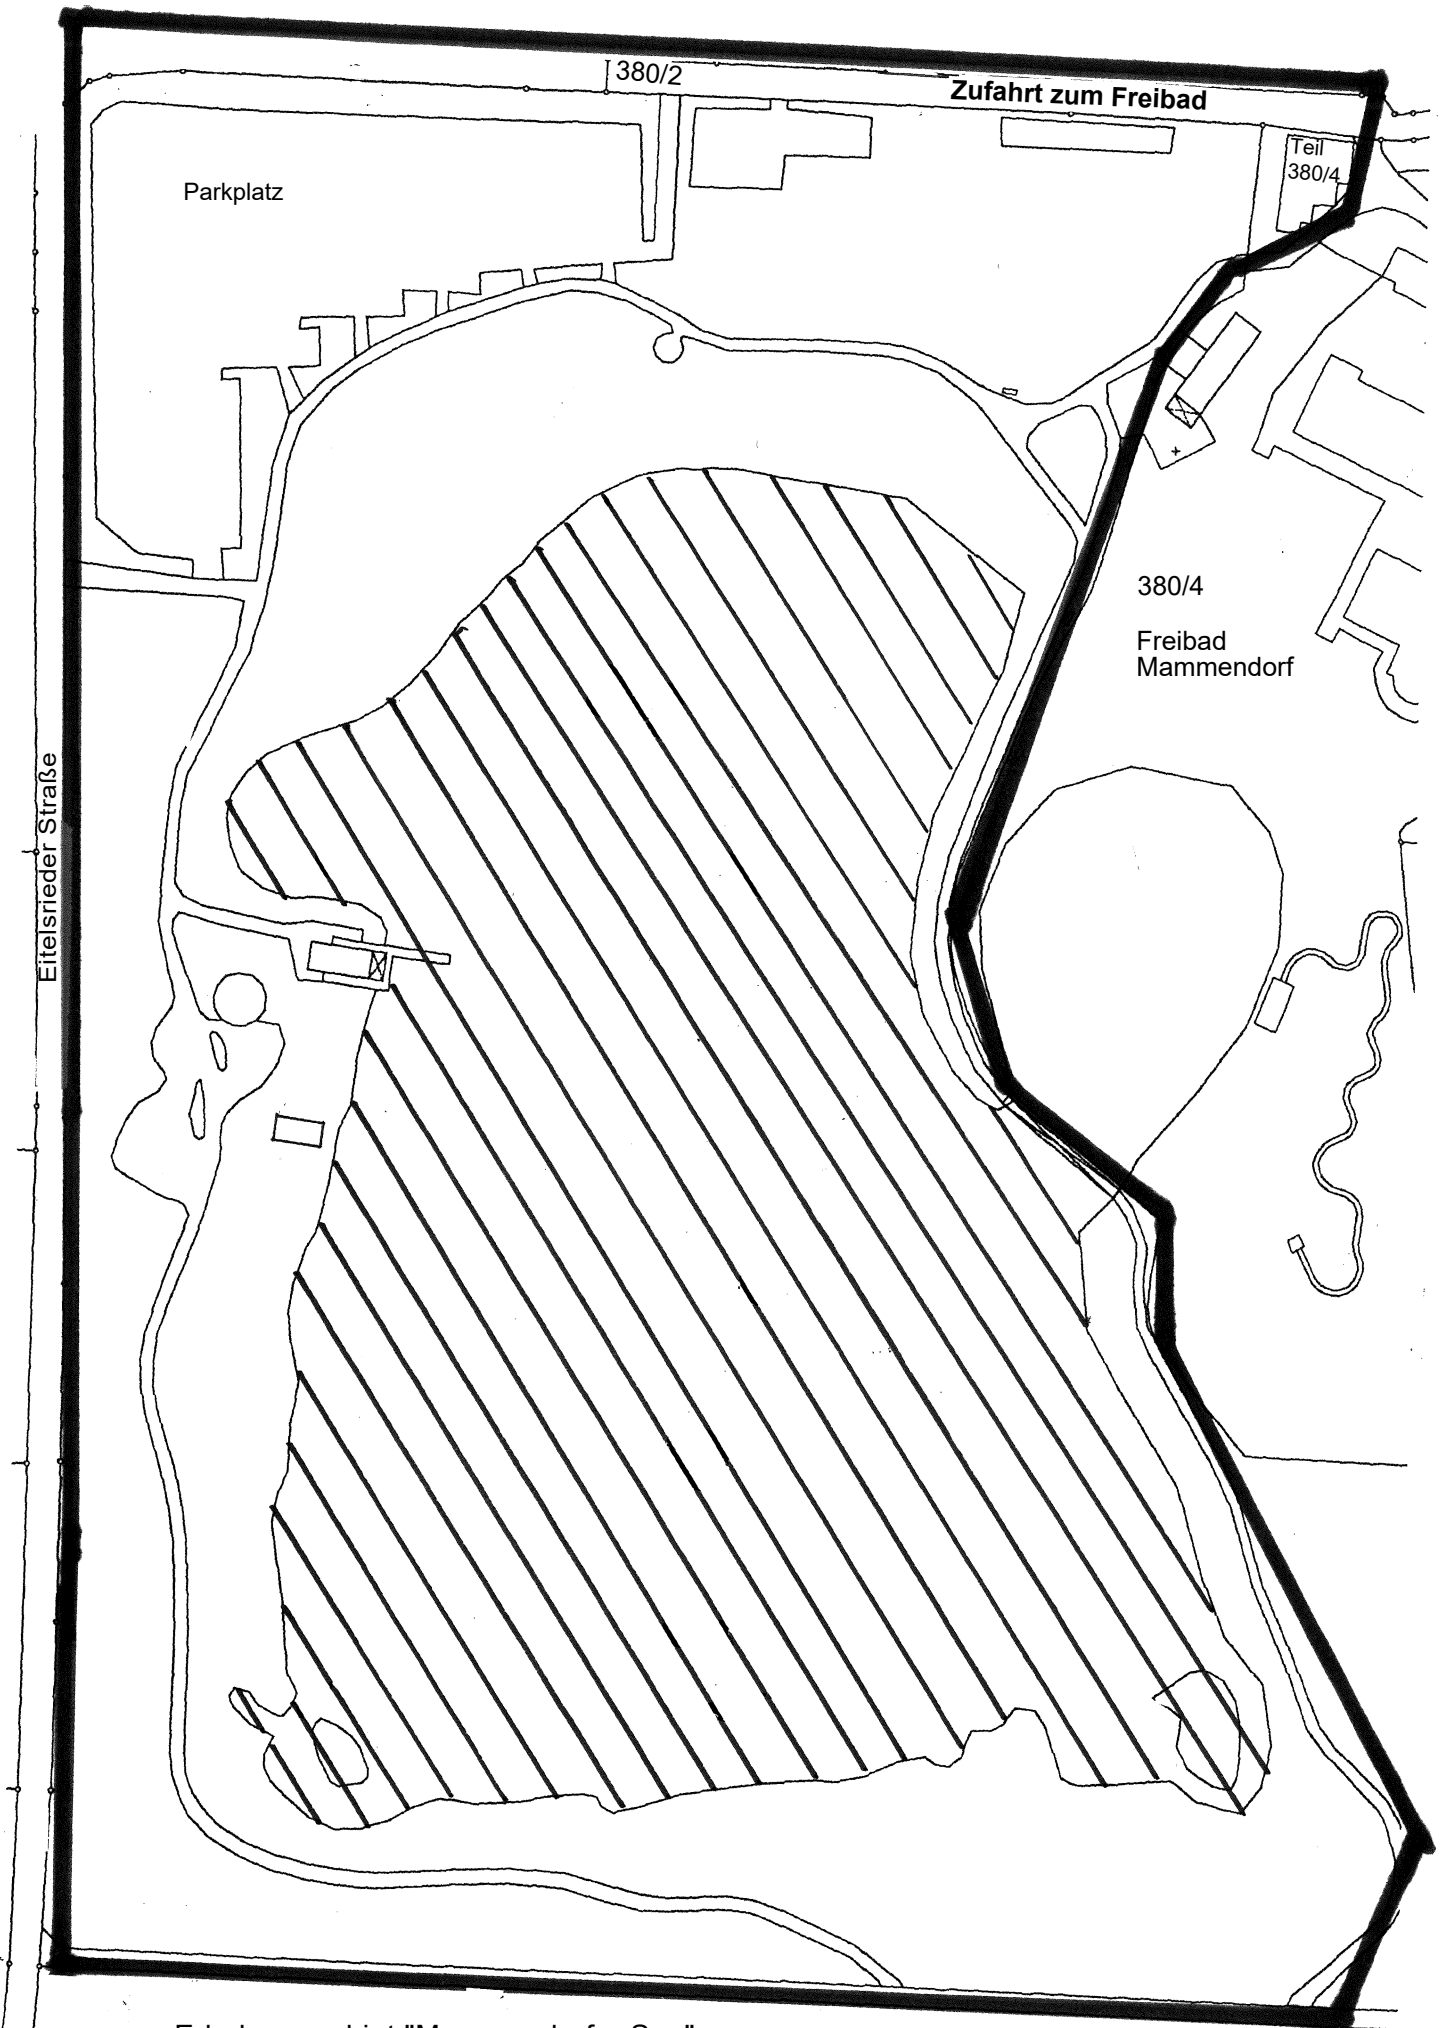 380/2
Zufahrt zum Freibad
Teil
380/4
Parkplatz
380/4
Freibad
Mammendorf
Eitelsrieder Straße